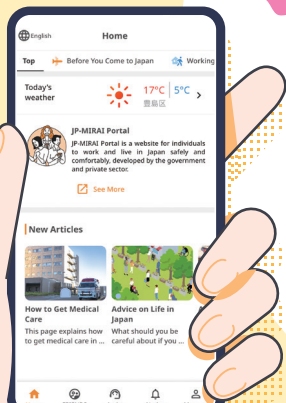 English
Home
Top
Before You Come to Japan
Working
Today's
weather
17°C
5°C
豊島区
JP-MIRAI Portal
JP-MIRAI Portal is a website for individuals
to work and live in Japan safely and
comfortably, developed by the government
and private sector.
See More
New Articles
How to Get Medical
Care
This page explains how
to get medical care in ...
Advice on Life in
Japan
What should you be
careful about if you ...